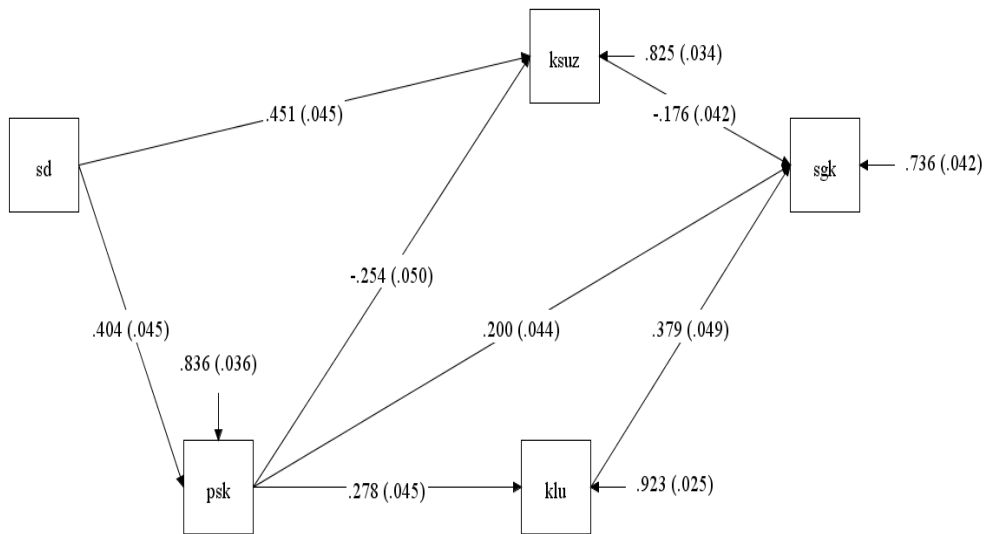 ksuz
.825 (.034)
.451 (.045)
-.176 (.042)
sd
sgk
.736 (.042)
-.254 (.050)
.404 (.045)
.200 (.044)
.379 (.049)
.836 (.036)
psk
.278 (.045)
klu
.923 (.025)